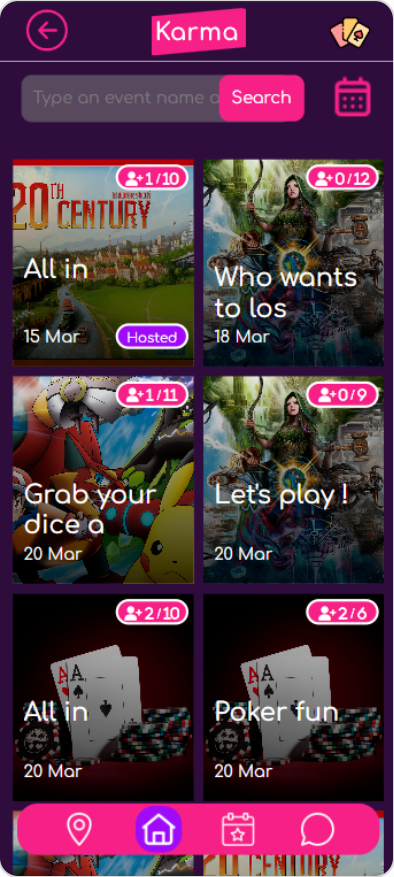 Karma
Type an event name o
Search
+1/10
20TH
CENTURY
All in
15 Mar
Hosted
+0/12
Who wants
to los
18 Mar
+1/11
Grab your
dice a
20 Mar
+0/9
Let's play !
20 Mar
+2/10
A
A
All in
20 Mar
+2/6
A
A
Poker fun
20 Mar
20TH
CENTURY